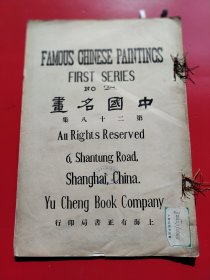 FAMOUS CHINESE PAINTINGS
FIRST SERIES
NO 28
中國名畫
第二十八集
All Rights Reserved
6, Shantung Road,
Shanghai, China.
Yu Cheng Book Company
上海有正書局印行